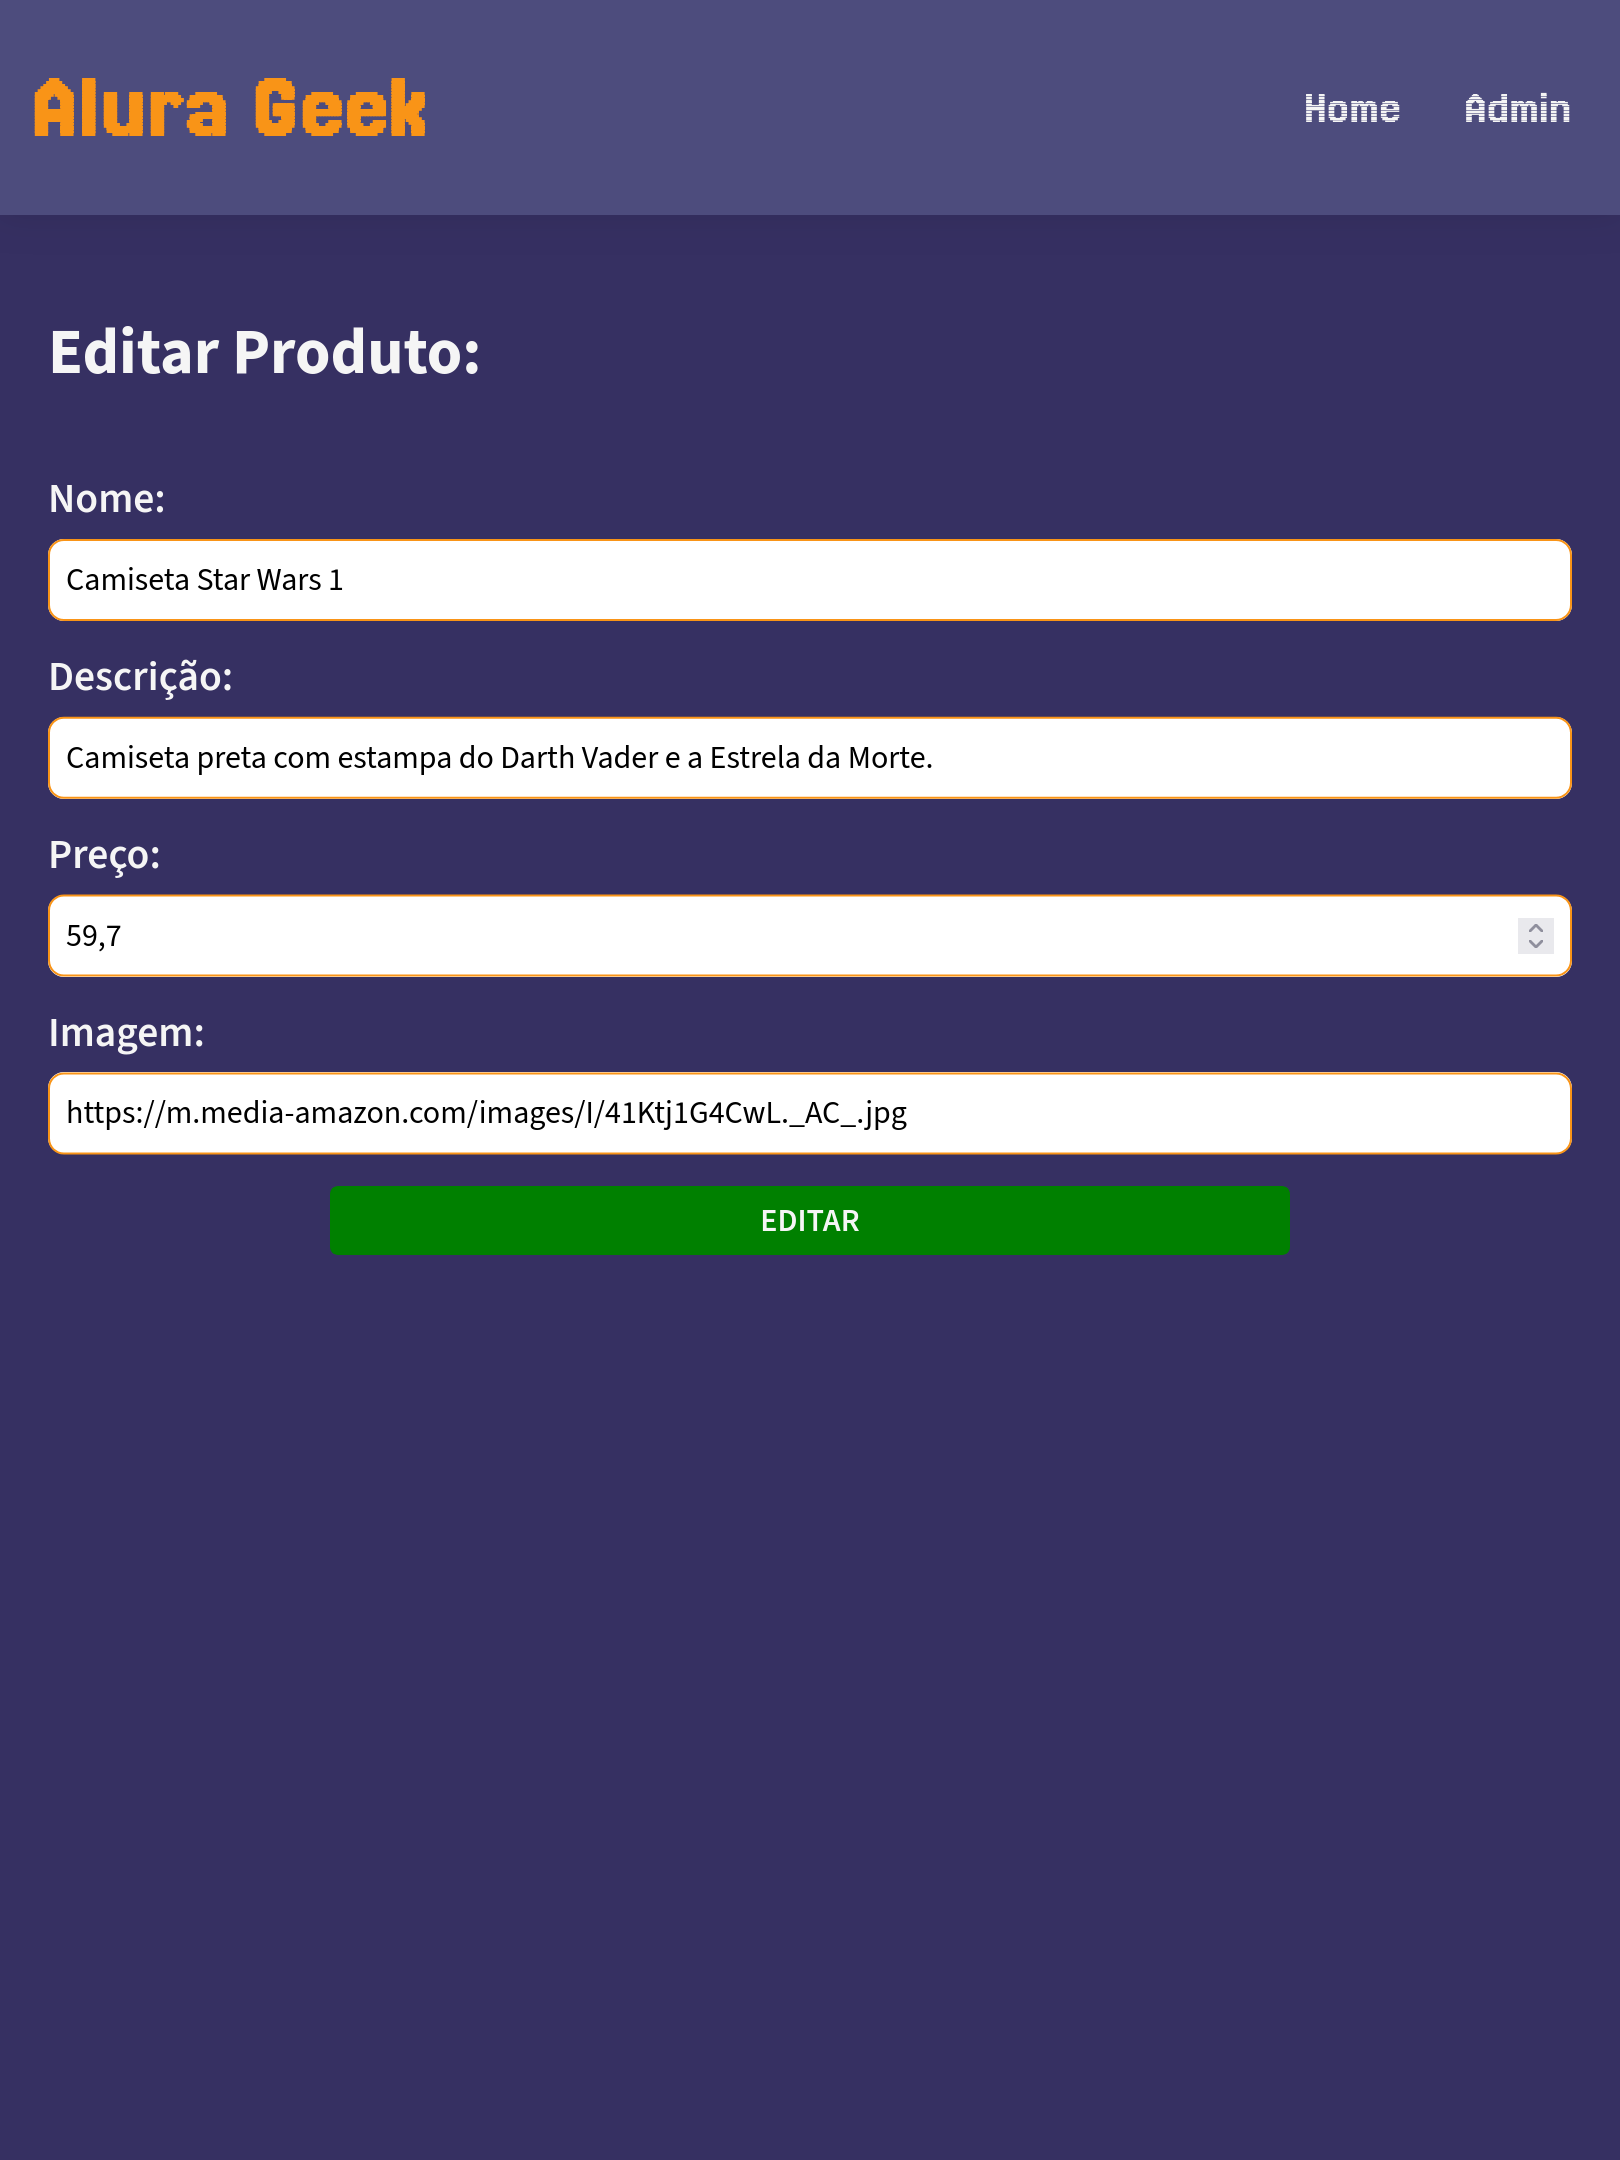 Alura Geek
Home Admin
Editar Produto:
Nome:
Camiseta Star Wars 1
Descrição:
Camiseta preta com estampa do Darth Vader e a Estrela da Morte.
Preço:
59,7
Imagem:
https://m.media-amazon.com/images/I/41Ktj1G4CwL._AC_.jpg
EDITAR